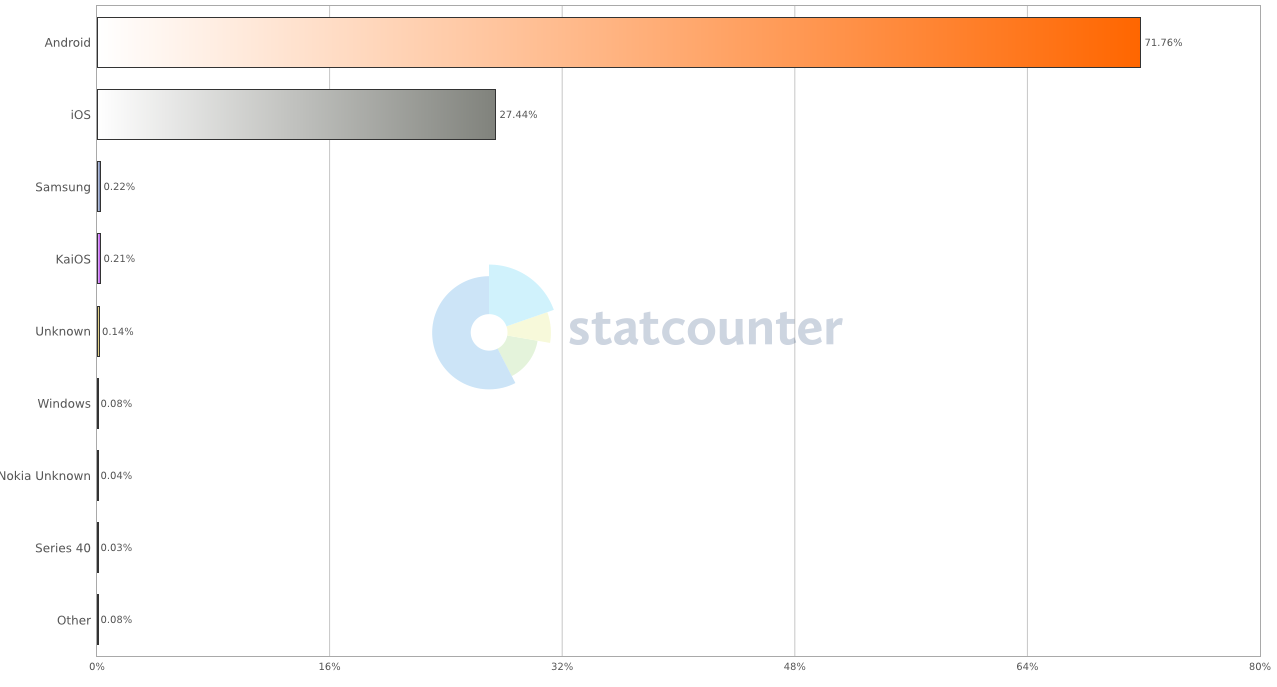 Android 71.76%
iOS 27.44%
Samsung 0.22%
KaiOS 0.21%
Unknown 0.14%
statcounter
Windows 0.08%
Nokia Unknown 0.04%
Series 40 0.03%
Other 0.08%
0% 16% 32% 48% 64% 80%